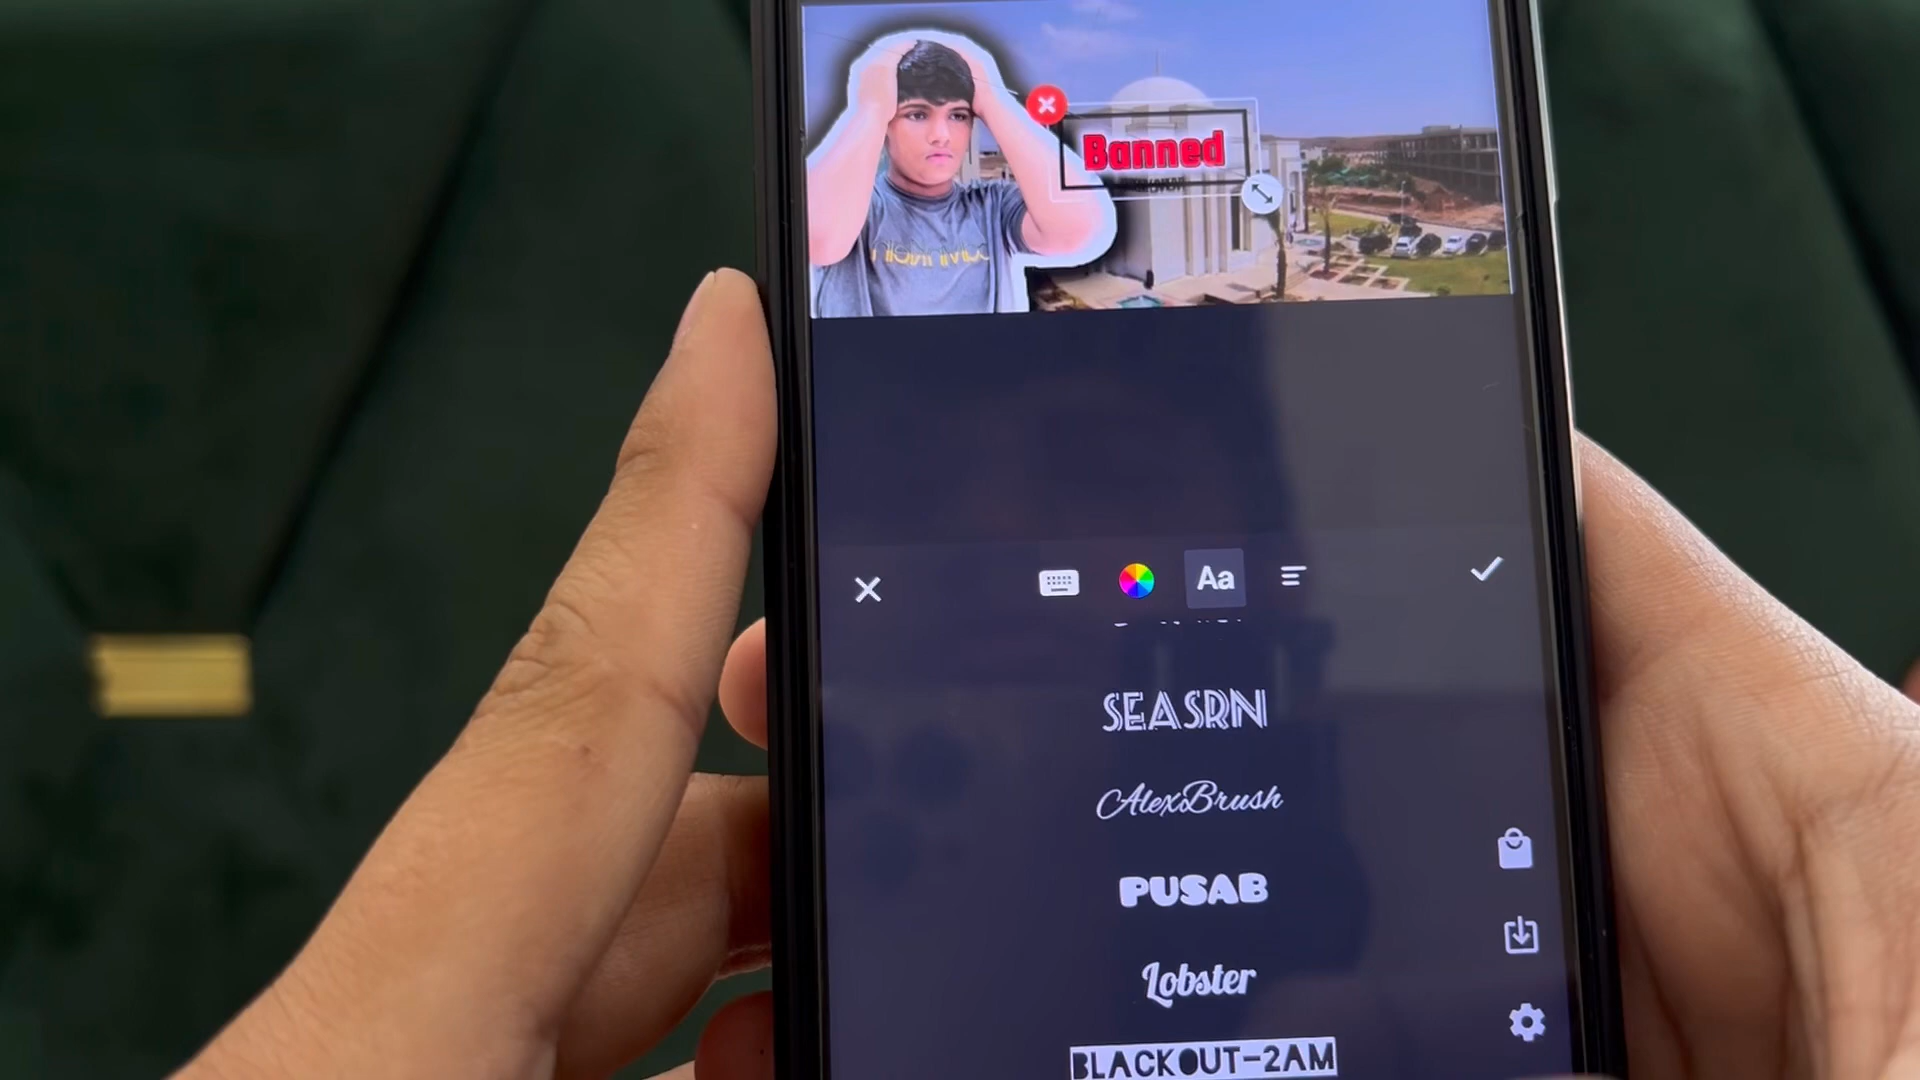 Banned
Aa
SEASRN
AlexBrush
PUSAB
Lobster
BLACKOUT-2AM